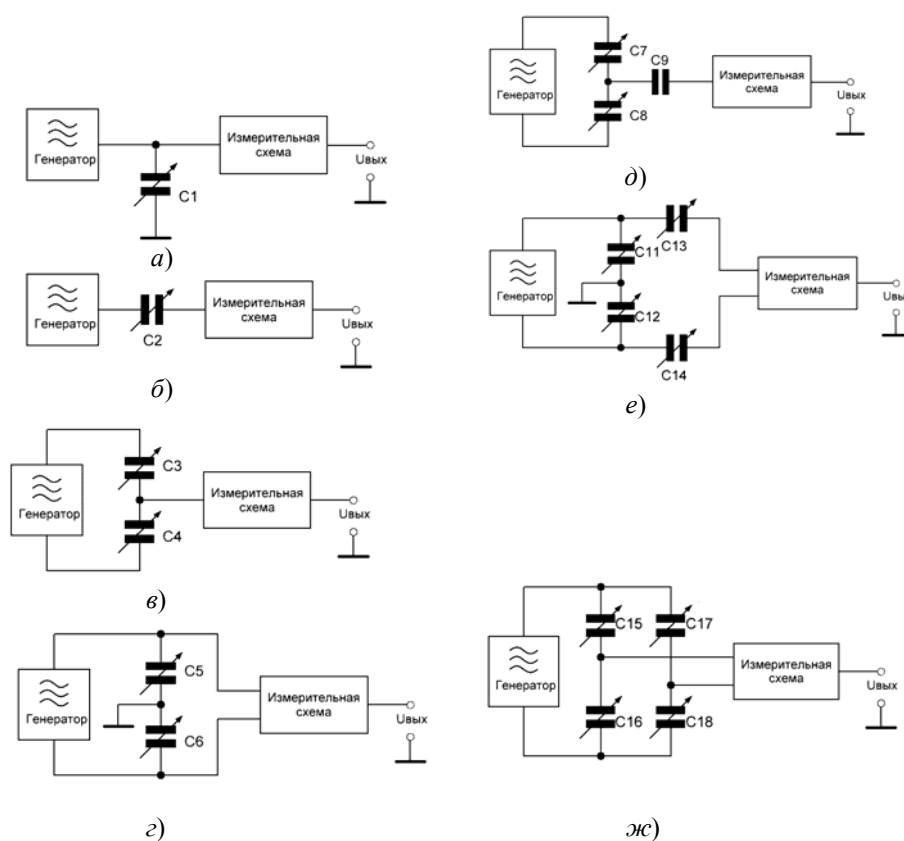 Генератор
C1
Измерительная
схема
Uвых
а)
Генератор
C2
Измерительная
схема
Uвых
б)
Генератор
C3
C4
Измерительная
схема
Uвых
в)
Генератор
C5
C6
Измерительная
схема
Uвых
г)
Генератор
C7
C8
C9
Измерительная
схема
Uвых
д)
Генератор
C11
C12
C13
C14
Измерительная
схема
Uвых
е)
Генератор
C15
C16
C17
C18
Измерительная
схема
Uвых
ж)